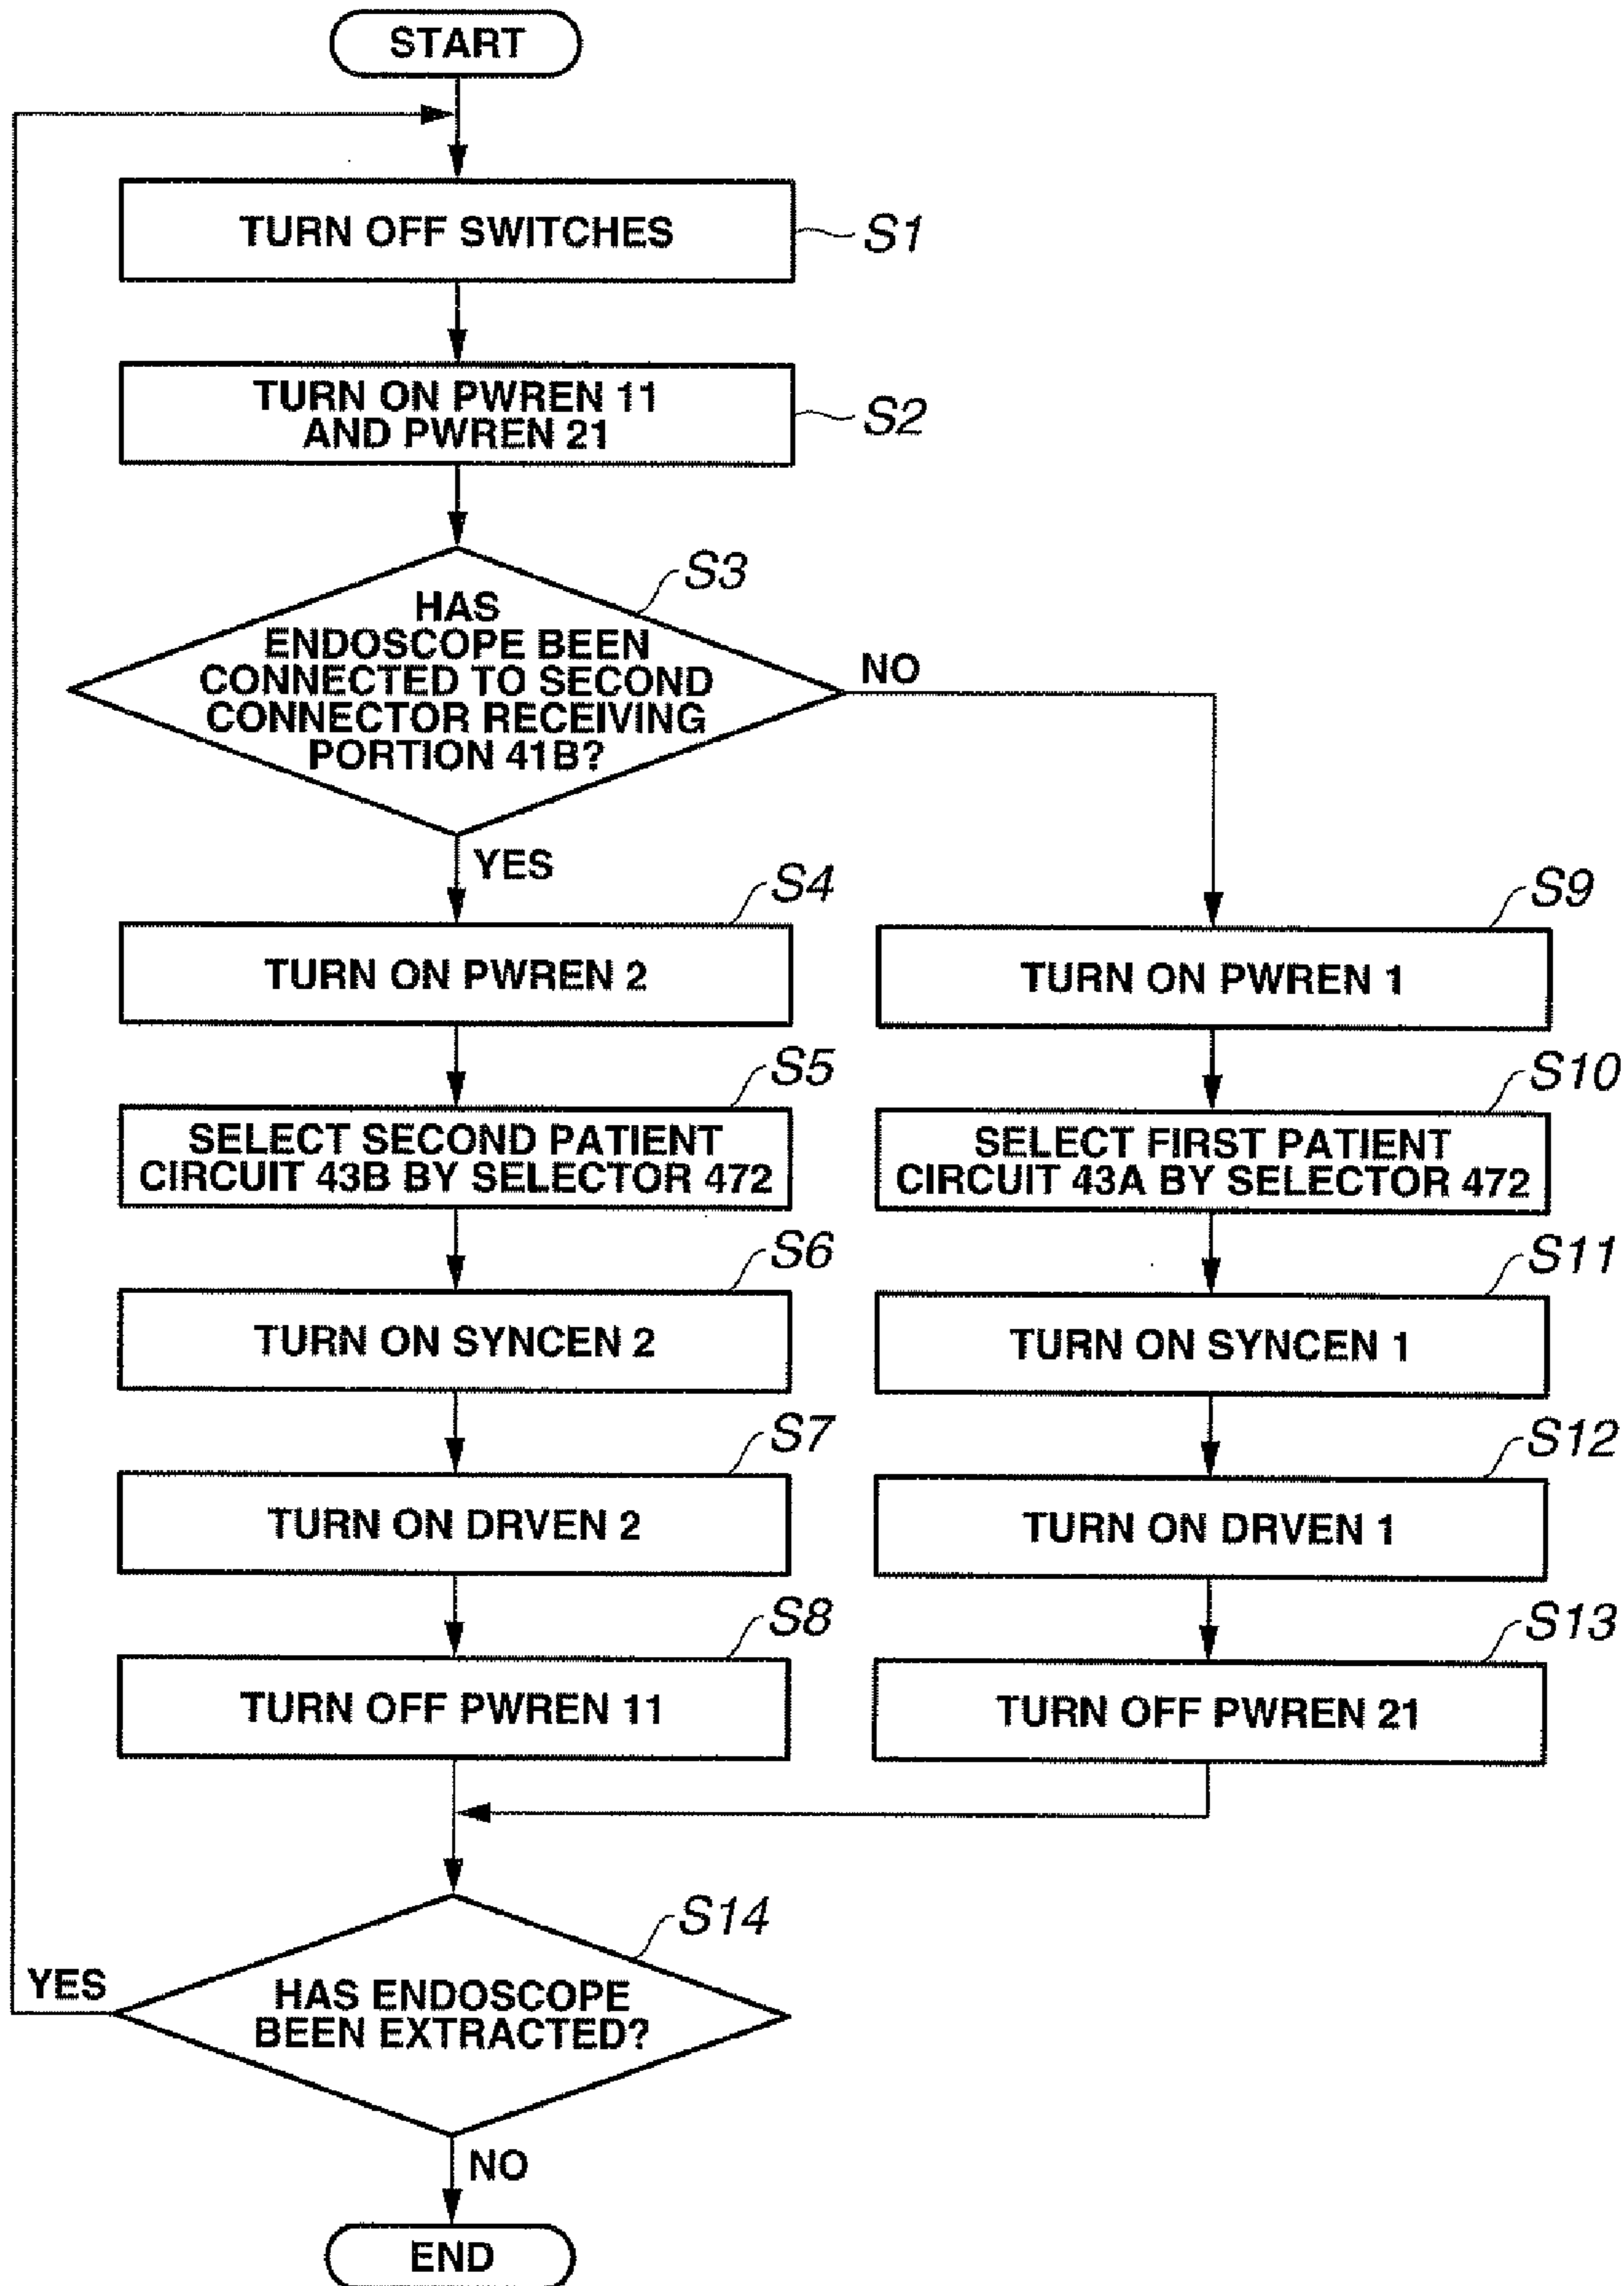 START
TURN OFF SWITCHES
S1
TURN ON PWREN 11
AND PWREN 21
S2
S3
HAS
ENDOSCOPE BEEN
CONNECTED TO SECOND
CONNECTOR RECEIVING
PORTION 41B?
NO
YES
S4
TURN ON PWREN 2
S5
SELECT SECOND PATIENT
CIRCUIT 43B BY SELECTOR 472
S6
TURN ON SYNCEN 2
S7
TURN ON DRVEN 2
S8
TURN OFF PWREN 11
S9
TURN ON PWREN 1
S10
SELECT FIRST PATIENT
CIRCUIT 43A BY SELECTOR 472
S11
TURN ON SYNCEN 1
S12
TURN ON DRVEN 1
S13
TURN OFF PWREN 21
S14
YES
HAS ENDOSCOPE
BEEN EXTRACTED?
NO
END